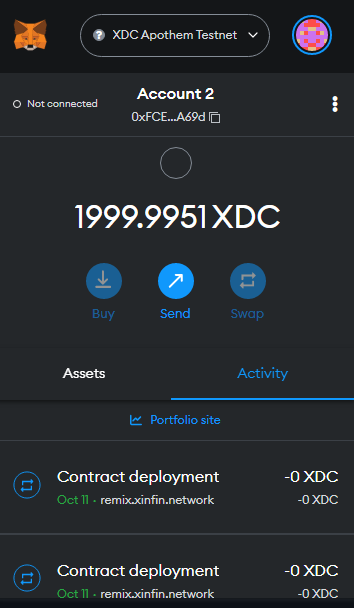 XDC Apothem Testnet
Not connected
Account 2
0xFCE...A69d
1999.9951 XDC
Buy Send Swap
Assets Activity
Portfolio site
Contract deployment -0 XDC
Oct 11 · remix.xinfin.network -0 XDC
Contract deployment -0 XDC
Oct 11 · remix.xinfin.network -0 XDC